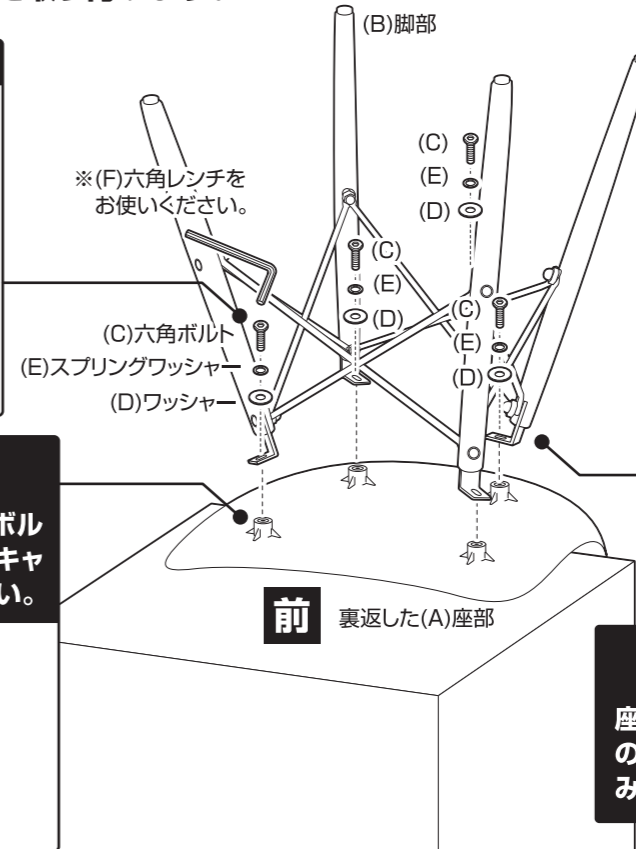 (B)脚部
(C)
(E)
(D)
※(F)六角レンチを
お使いください。
(C)
(E)
(D)
(C)
(E)
(D)
(C)六角ボルト
(E)スプリングワッシャー
(D)ワッシャー
ボル
キャ
い。
前
裏返した(A)座部
座
の
み